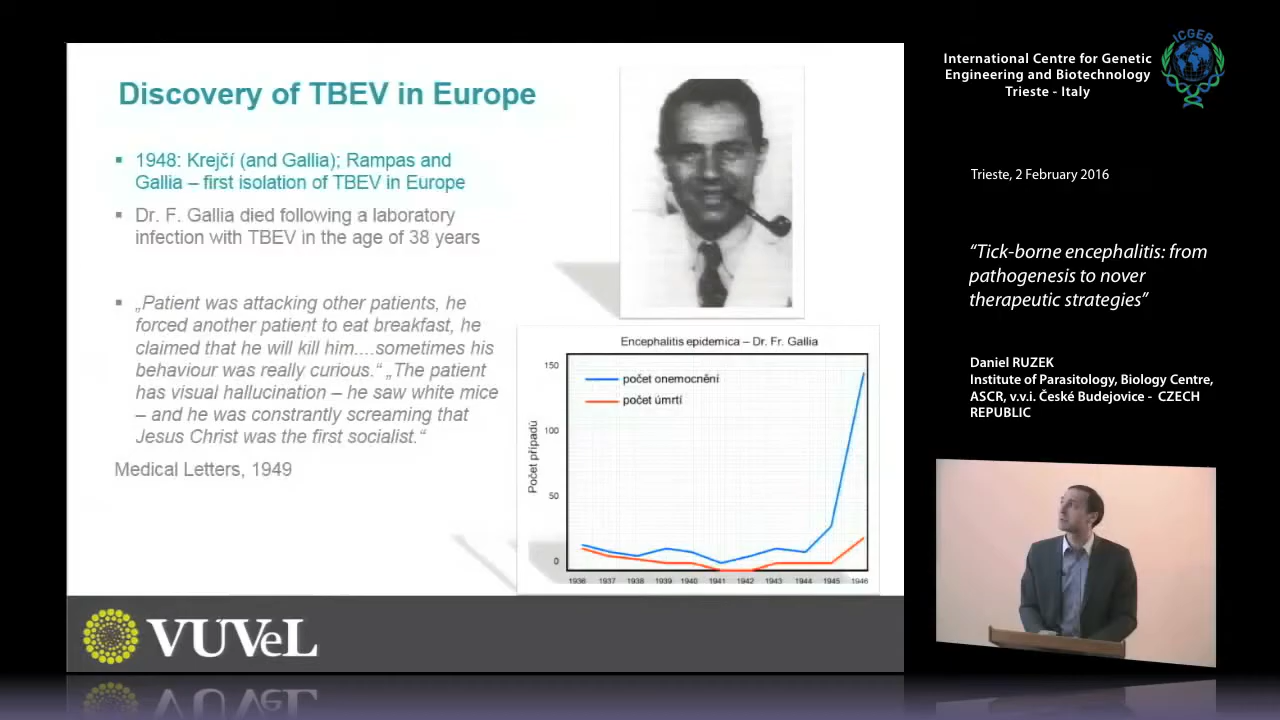 Discovery of TBEV in Europe
1948: Krejčí (and Gallia); Rampas and
Gallia – first isolation of TBEV in Europe
Dr. F. Gallia died following a laboratory
infection with TBEV in the age of 38 years
„Patient was attacking other patients, he
forced another patient to eat breakfast, he
claimed that he will kill him....sometimes his
behaviour was really curious.“ „The patient
has visual hallucination – he saw white mice
– and he was constrantly screaming that
Jesus Christ was the first socialist.“
Medical Letters, 1949
Encephalitis epidemica – Dr. Fr. Gallia
počet onemocnění
počet úmrtí
Počet případů
150
100
50
0
1936 1937 1938 1939 1940 1941 1942 1943 1944 1945 1946
VUVeL
International Centre for Genetic
Engineering and Biotechnology
Trieste - Italy
ICGEB
Trieste, 2 February 2016
“Tick-borne encephalitis: from
pathogenesis to nover
therapeutic strategies”
Daniel RUZEK
Institute of Parasitology, Biology Centre,
ASCR, v.v.i. České Budejovice - CZECH
REPUBLIC